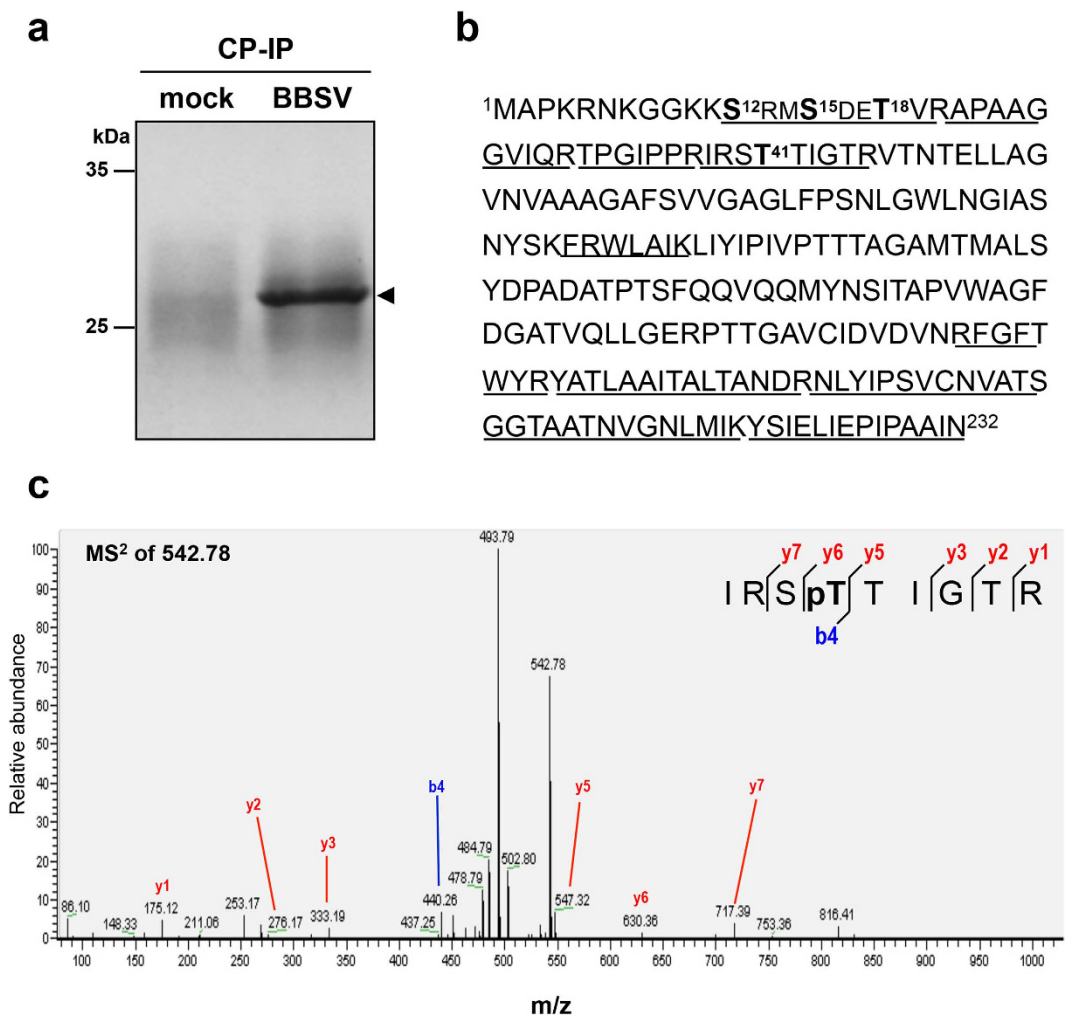 a
CP-IP
mock BBSV
kDa
35
25
b
¹MAPKRNKGGKKS¹²RMS¹⁵DET¹⁸VRAPAAG
GVIQRTPGIPPRIRST⁴¹TIGTRVTNTELLAG
VNVAAAGAFSVVGAGLFPSNLGWLNGIAS
NYSKFRWLAIKLIYIPIVPTTTAGAMTMALS
YDPADATPTSFQQVQQMYNSITAPVWAGF
DGATVQLLGERPTTGAVCIDVDVNRFGFT
WYRYATLAAITALTANDRNLYIPSVCNVATS
GGTAATNVGNLMIKYSIELIEPIPAAIN²³²
c
MS² of 542.78
Relative abundance
100
90
80
70
60
50
40
30
20
10
0
493.79
542.78
y7 y6 y5 y3 y2 y1
I R S pT T I G T R
b4
y2
y3
b4
y5
y7
y1
y6
484.79
478.79
502.80
86.10
148.33
175.12
211.06
253.17
276.17
333.19
437.25
440.26
547.32
630.36
717.39
753.36
816.41
100 150 200 250 300 350 400 450 500 550 600 650 700 750 800 850 900 950 1000
m/z